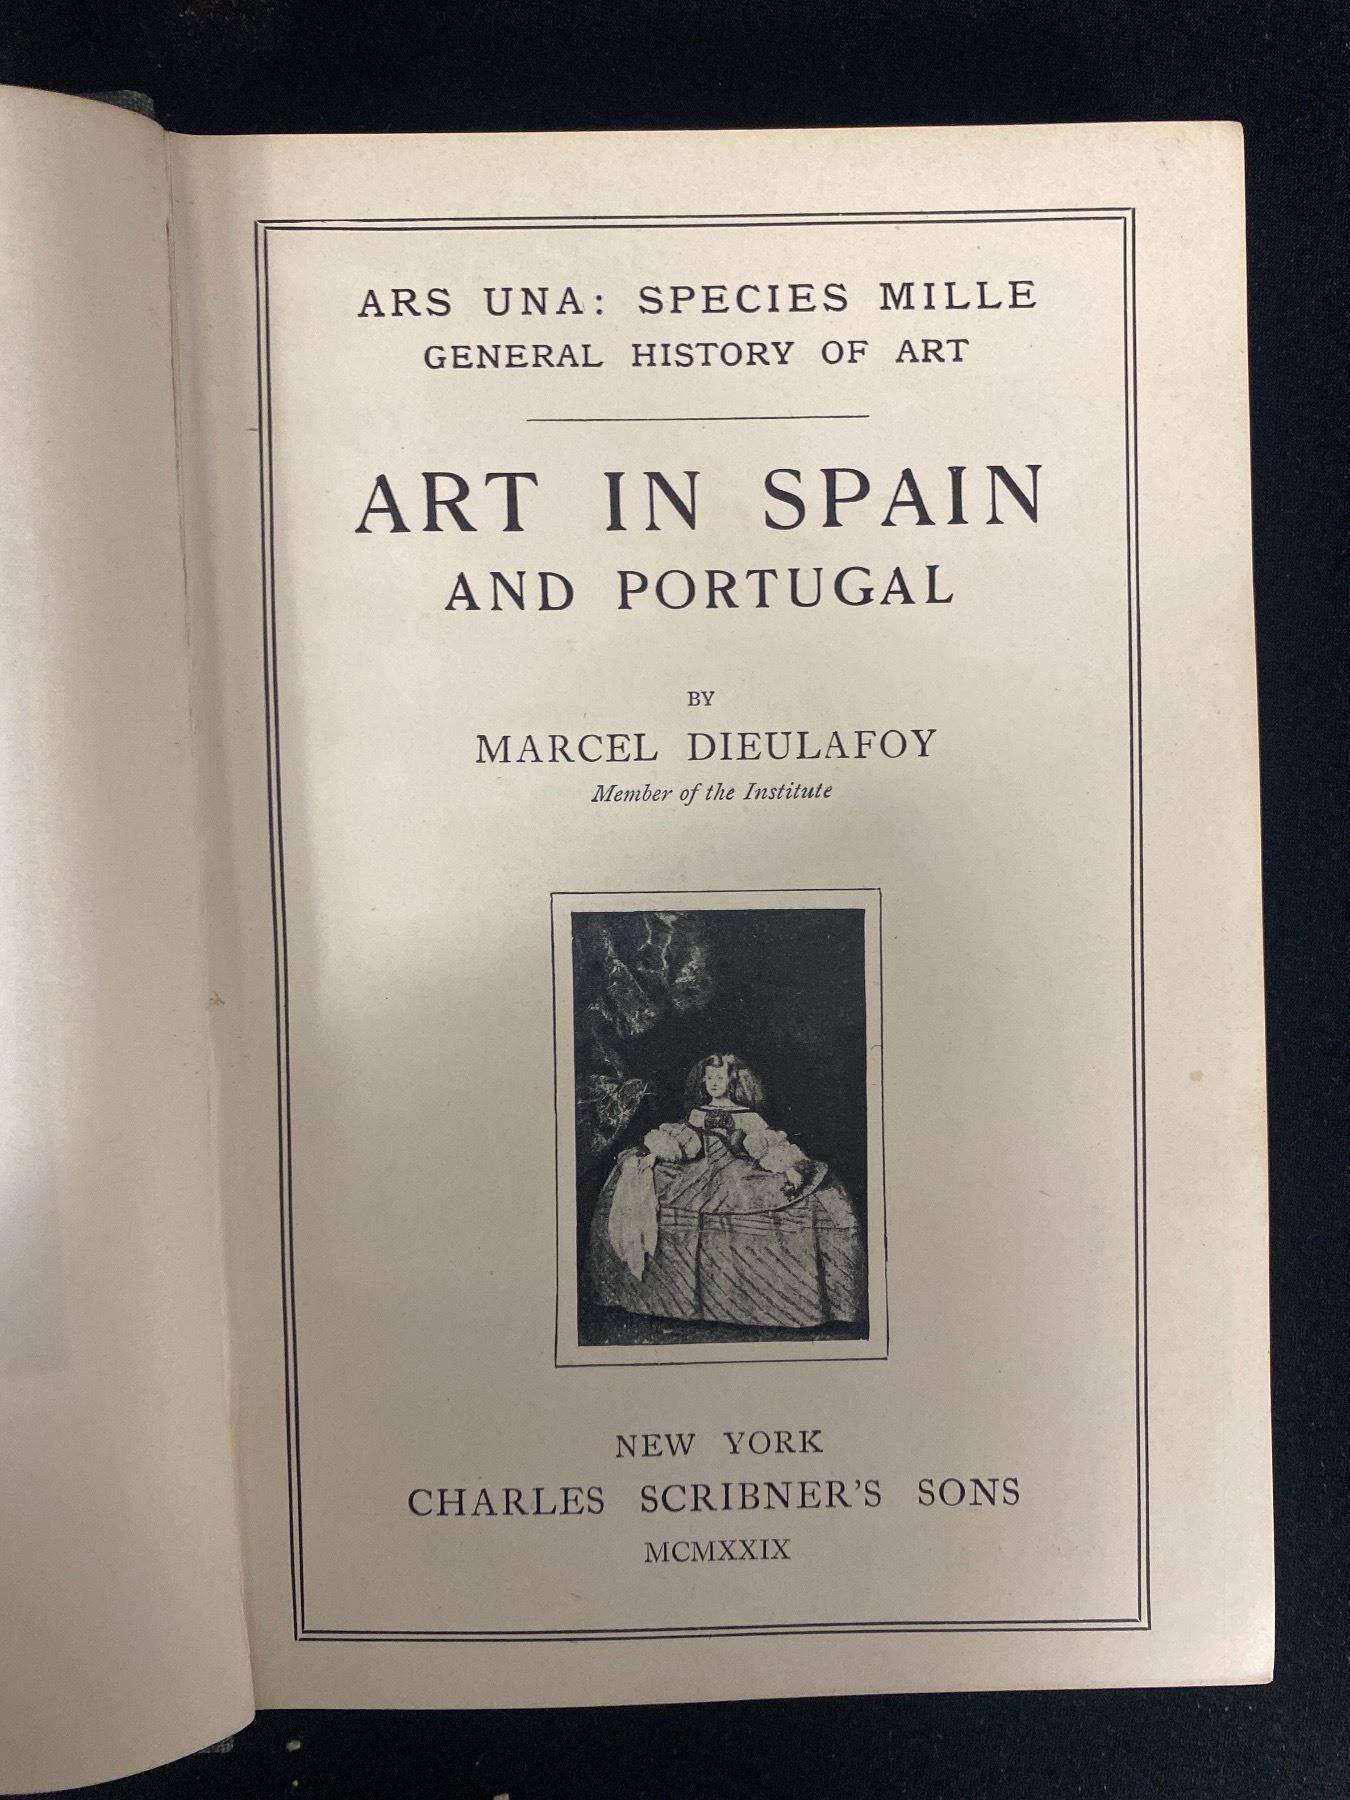 ARS UNA: SPECIES MILLE
GENERAL HISTORY OF ART
ART IN SPAIN
AND PORTUGAL
BY
MARCEL DIEULAFOY
Member of the Institute
NEW YORK
CHARLES SCRIBNER'S SONS
MCMXXIX